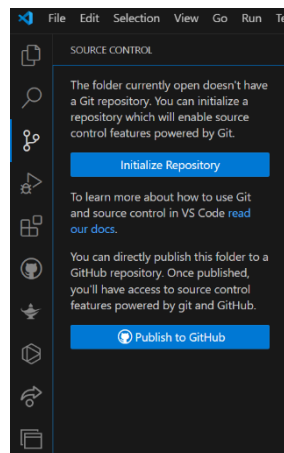 File Edit Selection View Go Run Te
SOURCE CONTROL
The folder currently open doesn't have
a Git repository. You can initialize a
repository which will enable source
control features powered by Git.
Initialize Repository
To learn more about how to use Git
and source control in VS Code read
our docs.
You can directly publish this folder to a
GitHub repository. Once published,
you'll have access to source control
features powered by git and GitHub.
Publish to GitHub